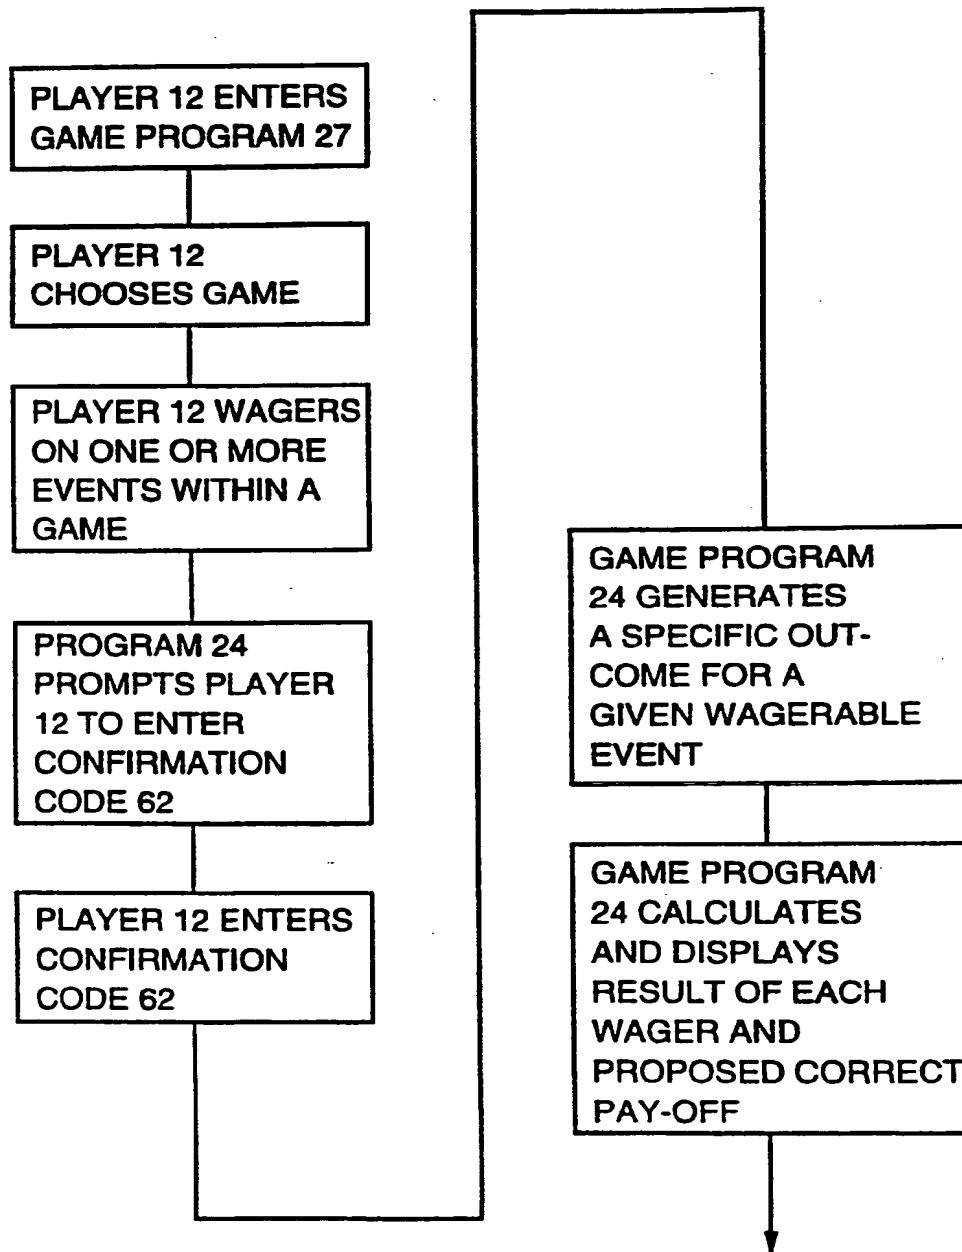 PLAYER 12 ENTERS
GAME PROGRAM 27
PLAYER 12
CHOOSES GAME
PLAYER 12 WAGERS
ON ONE OR MORE
EVENTS WITHIN A
GAME
PROGRAM 24
PROMPTS PLAYER
12 TO ENTER
CONFIRMATION
CODE 62
PLAYER 12 ENTERS
CONFIRMATION
CODE 62
GAME PROGRAM
24 GENERATES
A SPECIFIC OUT-
COME FOR A
GIVEN WAGERABLE
EVENT
GAME PROGRAM
24 CALCULATES
AND DISPLAYS
RESULT OF EACH
WAGER AND
PROPOSED CORRECT
PAY-OFF